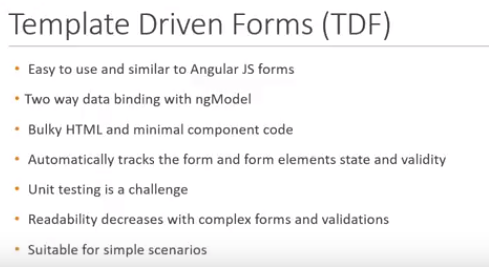 Template Driven Forms (TDF)
• Easy to use and similar to Angular JS forms
• Two way data binding with ngModel
• Bulky HTML and minimal component code
• Automatically tracks the form and form elements state and validity
• Unit testing is a challenge
• Readability decreases with complex forms and validations
• Suitable for simple scenarios